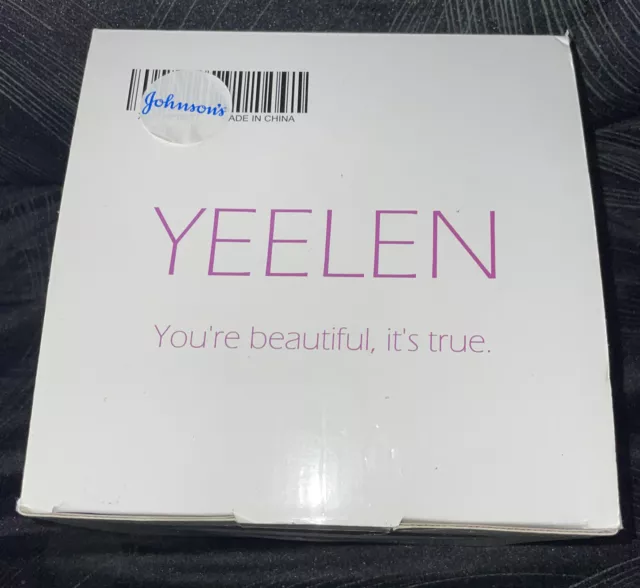 Johnson's
ADE IN CHINA
YEELEN
You're beautiful, it's true.